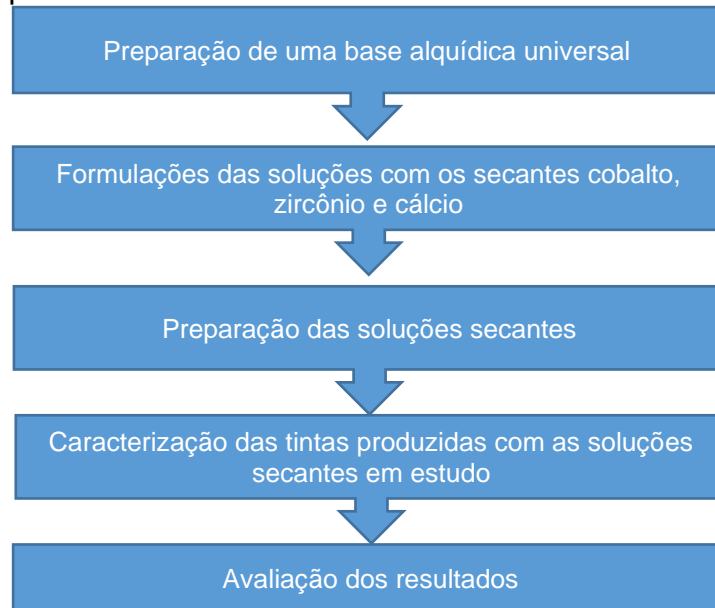 Preparação de uma base alquídica universal
Formulações das soluções com os secantes cobalto,
zircônio e cálcio
Preparação das soluções secantes
Caracterização das tintas produzidas com as soluções
secantes em estudo
Avaliação dos resultados